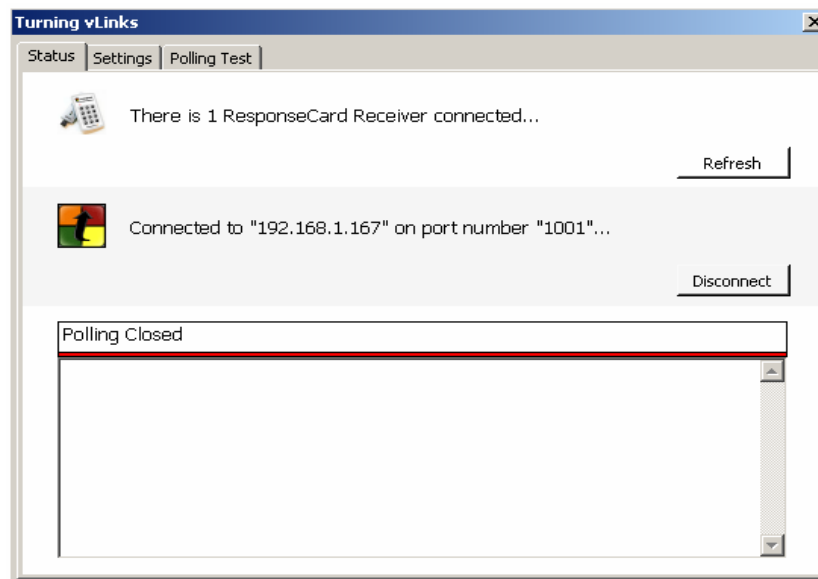 Turning vLinks
Status Settings Polling Test
There is 1 ResponseCard Receiver connected...
Refresh
Connected to "192.168.1.167" on port number "1001"...
Disconnect
Polling Closed